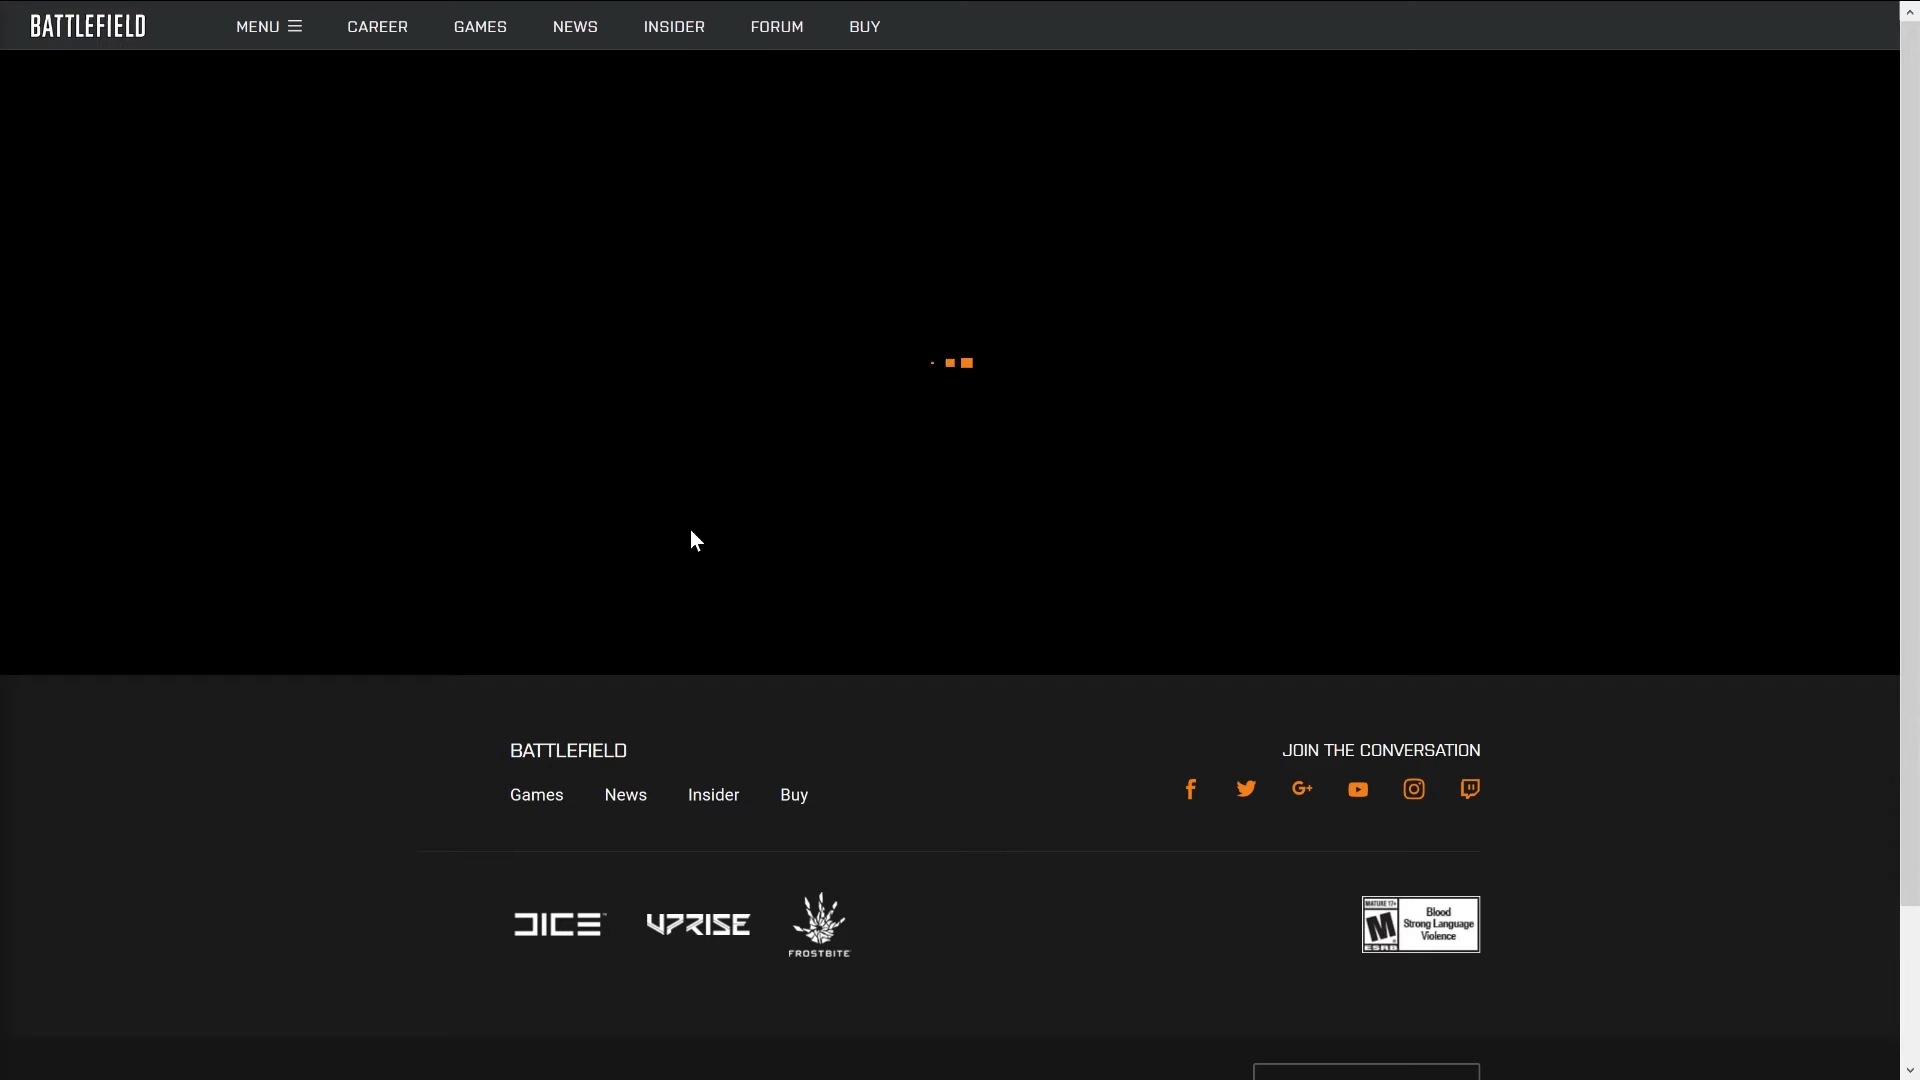 BATTLEFIELD MENU CAREER GAMES NEWS INSIDER FORUM BUY
BATTLEFIELD
Games News Insider Buy
JOIN THE CONVERSATION
G+
DICE™ UPRISE
FROSTBITE
MATURE 17+
M
ESRB
Blood
Strong Language
Violence